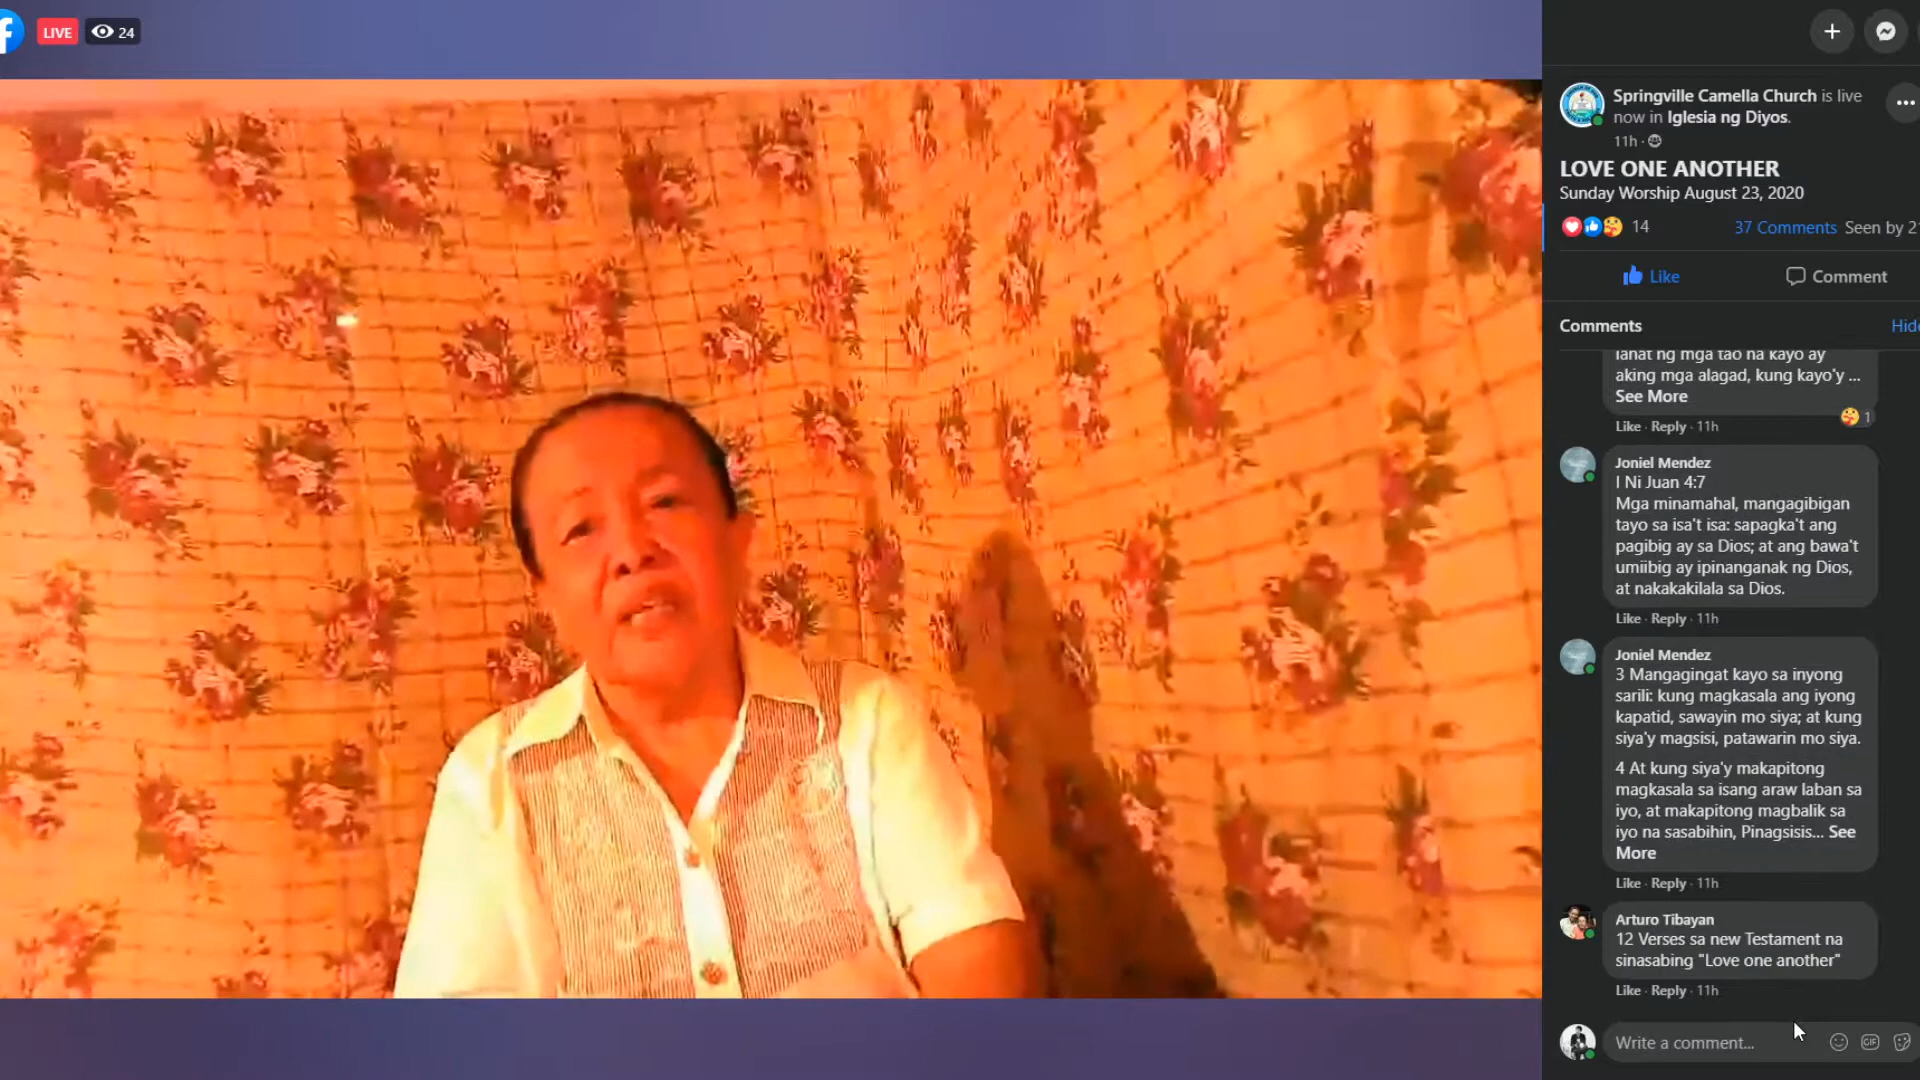 LIVE
24
Springville Camella Church is live
now in Iglesia ng Diyos.
11h ·
LOVE ONE ANOTHER
Sunday Worship August 23, 2020
14
37 Comments Seen by 21
Like
Comment
Comments
Hide
lahat ng mga tao na kayo ay
aking mga alagad, kung kayo'y ...
See More
1
Like · Reply · 11h
Joniel Mendez
I Ni Juan 4:7
Mga minamahal, mangagibigan
tayo sa isa't isa: sapagka't ang
pagibig ay sa Dios; at ang bawa't
umiibig ay ipinanganak ng Dios,
at nakakakilala sa Dios.
Like · Reply · 11h
Joniel Mendez
3 Mangagingat kayo sa inyong
sarili: kung magkasala ang iyong
kapatid, sawayin mo siya; at kung
siya'y magsisi, patawarin mo siya.
4 At kung siya'y makapitong
magkasala sa isang araw laban sa
iyo, at makapitong magbalik sa
iyo na sasabihin, Pinagsisis... See
More
Like · Reply · 11h
Arturo Tibayan
12 Verses sa new Testament na
sinasabing "Love one another"
Like · Reply · 11h
Write a comment...
GIF